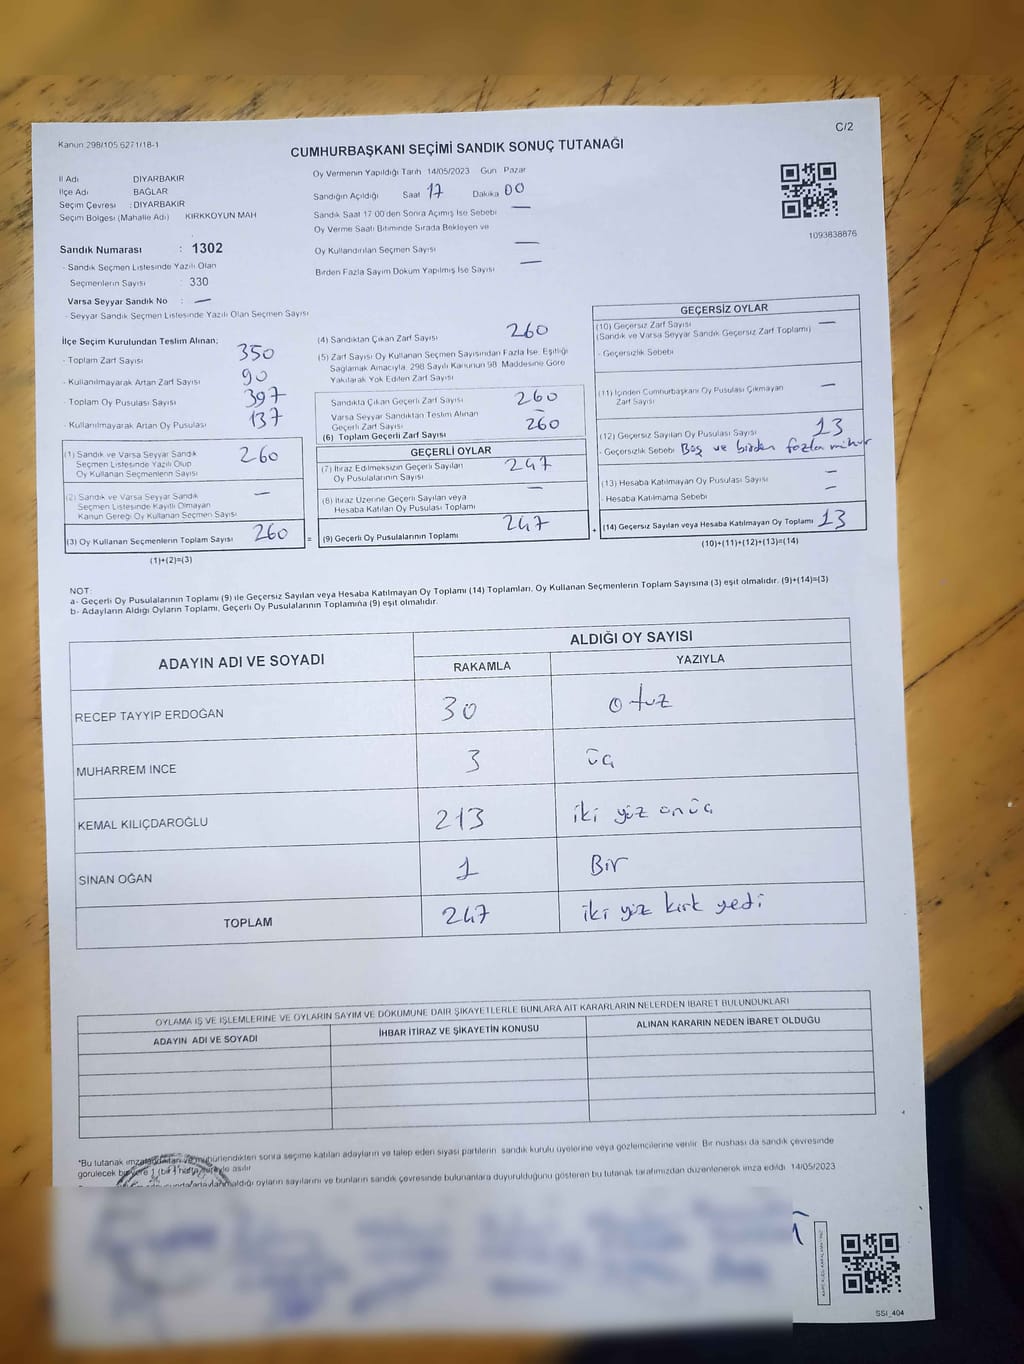 Kanun 298/105 6271/18-1
C/2
CUMHURBAŞKANI SEÇİMİ SANDIK SONUÇ TUTANAĞI
İl Adı DİYARBAKIR
İlçe Adı BAĞLAR
Seçim Çevresi : DİYARBAKIR
Seçim Bölgesi (Mahalle Adı) KIRKKOYUN MAH
Sandık Numarası : 1302
- Sandık Seçmen Listesinde Yazılı Olan
Seçmenlerin Sayısı : 330
Varsa Seyyar Sandık No : —
- Seyyar Sandık Seçmen Listesinde Yazılı Olan Seçmen Sayısı
Oy Vermenin Yapıldığı Tarih 14/05/2023 Gün Pazar
Sandığın Açıldığı Saat 17 Dakika 00
Sandık Saat 17 00'den Sonra Açımış İse Sebebi —
Oy Verme Saati Bitiminde Sırada Bekleyen ve
Oy Kullandırılan Seçmen Sayısı —
Birden Fazla Sayım Döküm Yapılmış İse Sayısı —
1093838876
İlçe Seçim Kurulundan Teslim Alınan;
- Toplam Zarf Sayısı 350
- Kullanılmayarak Artan Zarf Sayısı 90
- Toplam Oy Pusulası Sayısı 397
- Kullanılmayarak Artan Oy Pusulası 137
(1) Sandık ve Varsa Seyyar Sandık
Seçmen Listesinde Yazılı Olup
Oy Kullanan Seçmenlerin Sayısı 260
(2) Sandık ve Varsa Seyyar Sandık
Seçmen Listesinde Kayıtlı Olmayan
Kanun Gereği Oy Kullanan Seçmen Sayısı —
(3) Oy Kullanan Seçmenlerin Toplam Sayısı 260
(1)+(2)=(3)
(4) Sandıktan Çıkan Zarf Sayısı 260
(5) Zarf Sayısı Oy Kullanan Seçmen Sayısından Fazla İse, Eşitliği
Sağlamak Amacıyla, 298 Sayılı Kanunun 98. Maddesine Göre
Yakılarak Yok Edilen Zarf Sayısı
Sandıkta Çıkan Geçerli Zarf Sayısı 260
Varsa Seyyar Sandıktan Teslim Alınan
Geçerli Zarf Sayısı —
(6) Toplam Geçerli Zarf Sayısı 260
GEÇERLİ OYLAR
(7) İtiraz Edilmeksizin Geçerli Sayılan
Oy Pusulası Sayısı 247
(8) İtiraz Üzerine Geçerli Sayılan veya
Hesaba Katılan Oy Pusulası Toplamı —
= (9) Geçerli Oy Pusulalarının Toplamı 247 +
GEÇERSİZ OYLAR
(10) Geçersiz Zarf Sayısı —
(Sandık ve Varsa Seyyar Sandık Geçersiz Zarf Toplamı)
- Geçersizlik Sebebi
(11) İçinden Cumhurbaşkanı Oy Pusulası Çıkmayan
Zarf Sayısı —
(12) Geçersiz Sayılan Oy Pusulası Sayısı 13
- Geçersizlik Sebebi Boş ve birden fazla mühür
(13) Hesaba Katılmayan Oy Pusulası Sayısı —
- Hesaba Katılmama Sebebi —
(14) Geçersiz Sayılan veya Hesaba Katılmayan Oy Toplamı 13
(10)+(11)+(12)+(13)=(14)
NOT:
a- Geçerli Oy Pusulalarının Toplamı (9) ile Geçersiz Sayılan veya Hesaba Katılmayan Oy Toplamı (14) Toplamları, Oy Kullanan Seçmenlerin Toplam Sayısına (3) eşit olmalıdır. (9)+(14)=(3)
b- Adayların Aldığı Oyların Toplamı, Geçerli Oy Pusulalarının Toplamına (9) eşit olmalıdır.
ADAYIN ADI VE SOYADI ALDIĞI OY SAYISI
RAKAMLA YAZIYLA
RECEP TAYYİP ERDOĞAN 30 otuz
MUHARREM İNCE 3 üç
KEMAL KILIÇDAROĞLU 213 iki yüz onüç
SİNAN OĞAN 1 Bir
TOPLAM 247 iki yüz kırk yedi
OYLAMA İŞ VE İŞLEMLERİNE VE OYLARIN SAYIM VE DÖKÜMÜNE DAİR ŞİKAYETLERLE BUNLARA AİT KARARLARIN NELERDEN İBARET BULUNDUKLARI
ADAYIN ADI VE SOYADI İHBAR İTİRAZ VE ŞİKAYETİN KONUSU ALINAN KARARIN NEDEN İBARET OLDUĞU
*Bu tutanak mühürlendikten sonra seçime katılan adayların ve talep eden siyasi partilerin sandık kurulu üyelerine veya gözlemcilerine verilir. Bir nüshası da sandık çevresinde
görülecek bir yere 1 (bir) hafta asılır
oyların sayılarını ve bunların sandık çevresinde bulunanlara duyurulduğunu gösteren bu tutanak tarafımızdan düzenlenerek imza edildi. 14/05/2023
SSI_404